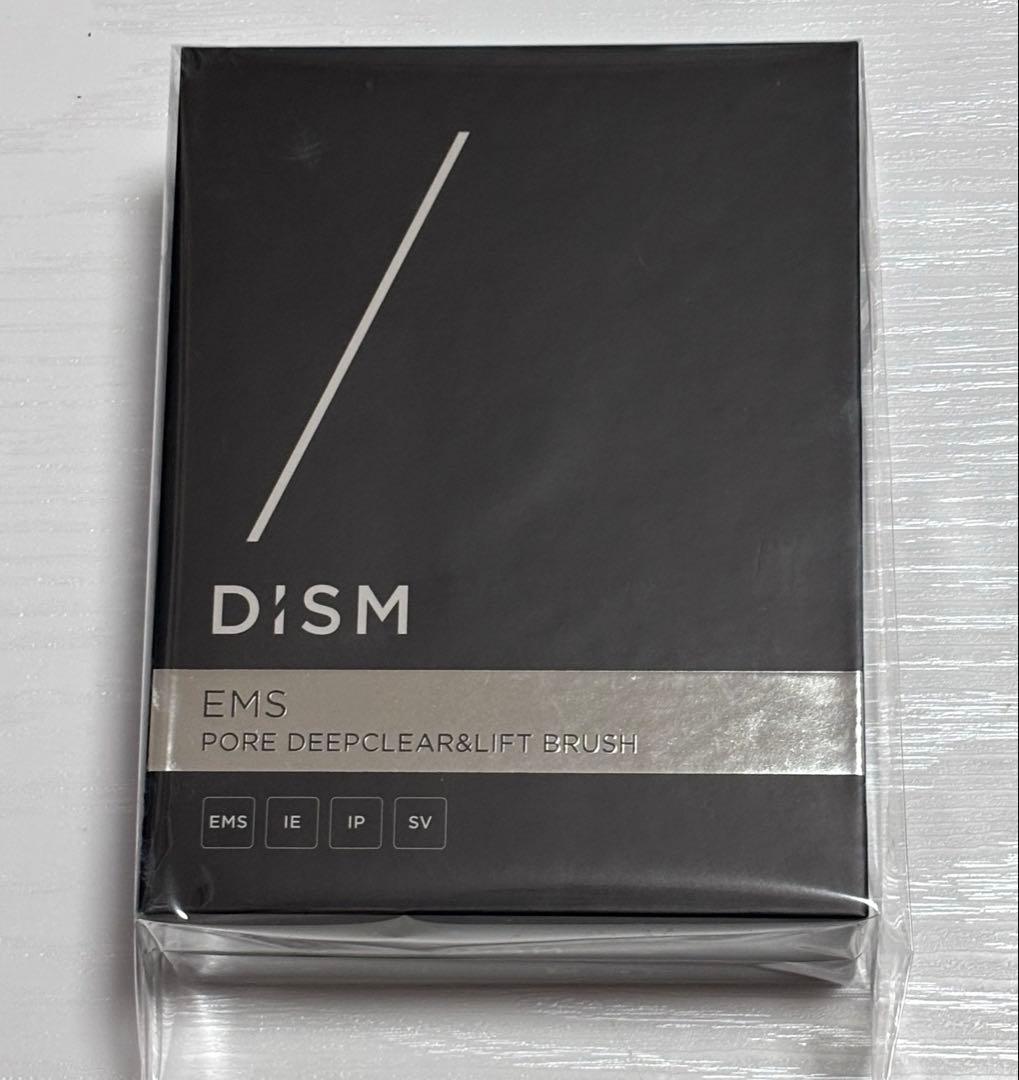 DISM
EMS
PORE DEEPCLEAR&LIFT BRUSH
EMS IE IP SV